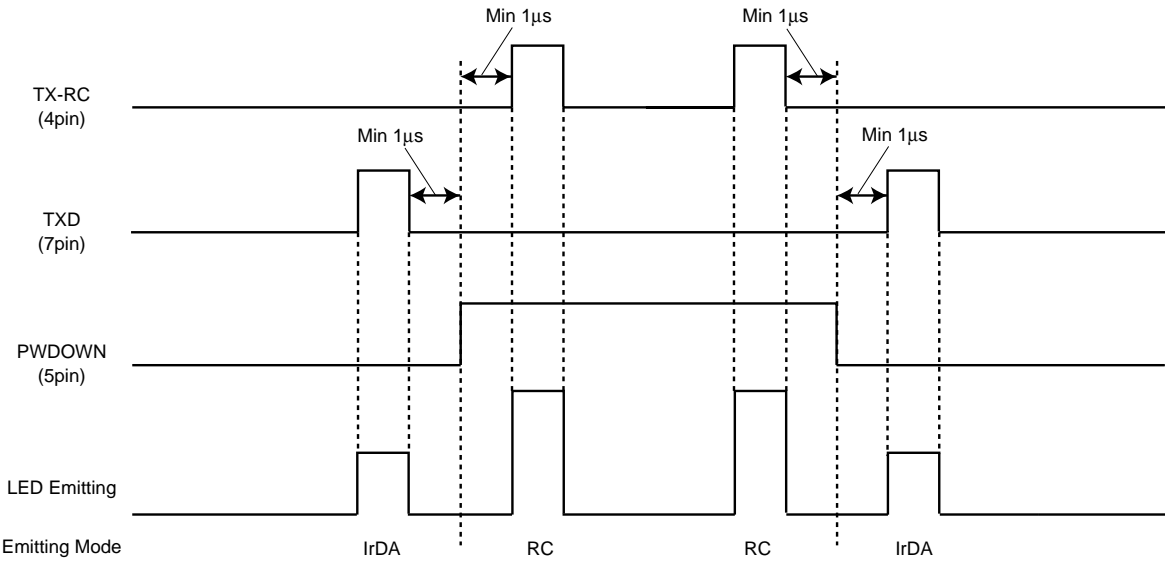 Min 1μs
Min 1μs
TX-RC
(4pin)
Min 1μs
Min 1μs
TXD
(7pin)
PWDOWN
(5pin)
LED Emitting
Emitting Mode
IrDA
RC
RC
IrDA